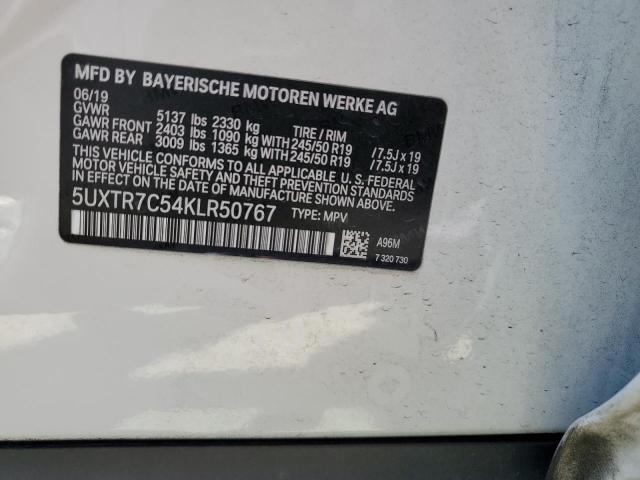 MFD BY BAYERISCHE MOTOREN WERKE AG
06/19
GVWR 5137 lbs 2330 kg TIRE / RIM
GAWR FRONT 2403 lbs 1090 kg WITH 245/50 R19 / 7.5J x 19
GAWR REAR 3009 lbs 1365 kg WITH 245/50 R19 / 7.5J x 19
THIS VEHICLE CONFORMS TO ALL APPLICABLE U.S. FEDERAL
MOTOR VEHICLE SAFETY AND THEFT PREVENTION STANDARDS IN
EFFECT ON THE DATE OF MANUFACTURE SHOWN ABOVE.
5UXTR7C54KLR50767 TYPE: MPV
A96M
7 320 730